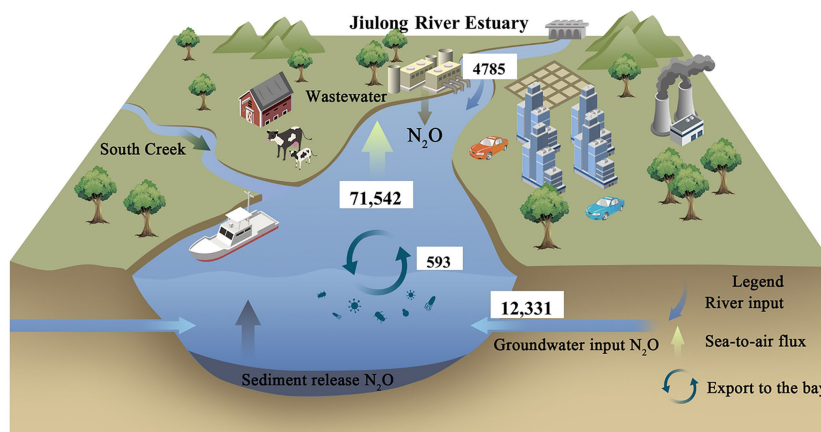 Jiulong River Estuary
4785
Wastewater
N₂O
South Creek
71,542
593
12,331
Legend
River input
Groundwater input N₂O
Sea-to-air flux
Sediment release N₂O
Export to the bay